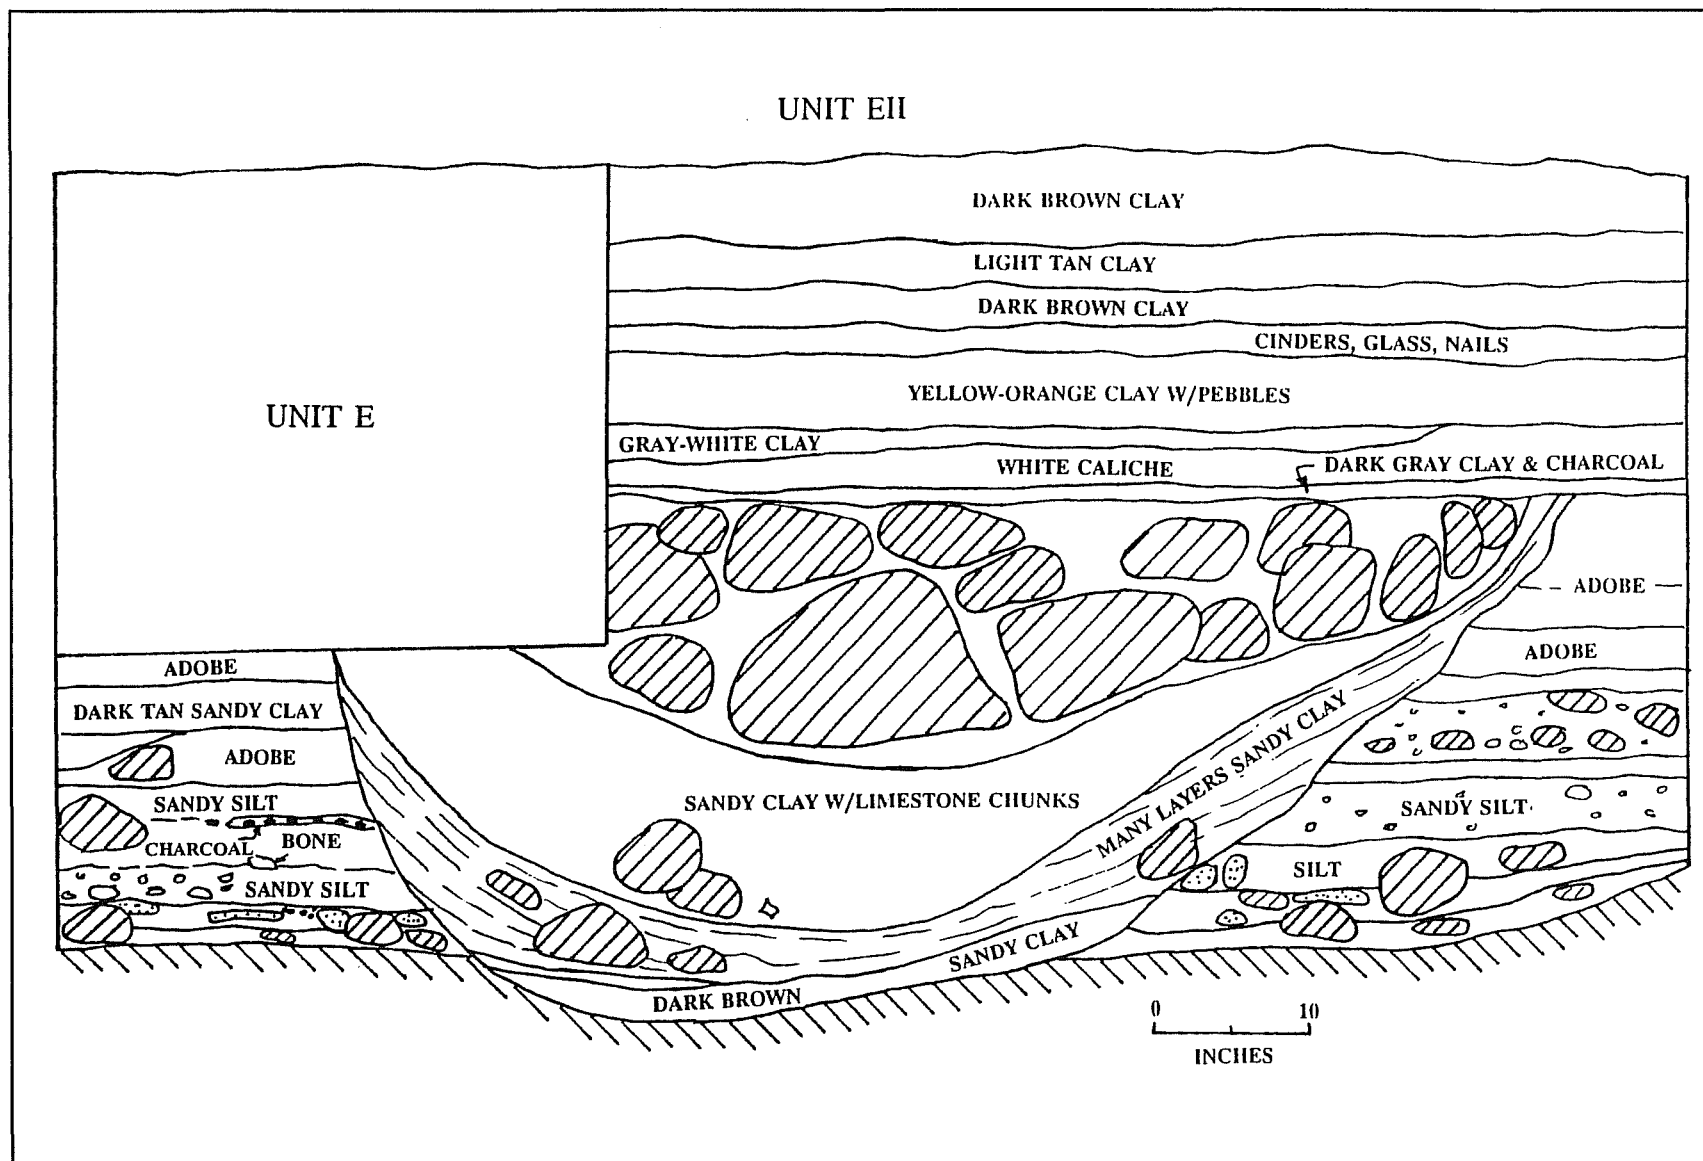 UNIT EII
DARK BROWN CLAY
LIGHT TAN CLAY
DARK BROWN CLAY
CINDERS, GLASS, NAILS
YELLOW-ORANGE CLAY W/PEBBLES
UNIT E
GRAY-WHITE CLAY
WHITE CALICHE
DARK GRAY CLAY & CHARCOAL
ADOBE
ADOBE
ADOBE
DARK TAN SANDY CLAY
ADOBE
SANDY SILT
CHARCOAL
BONE
SANDY SILT
SANDY CLAY W/LIMESTONE CHUNKS
MANY LAYERS SANDY CLAY
SANDY SILT
SILT
DARK BROWN SANDY CLAY
0 10
INCHES